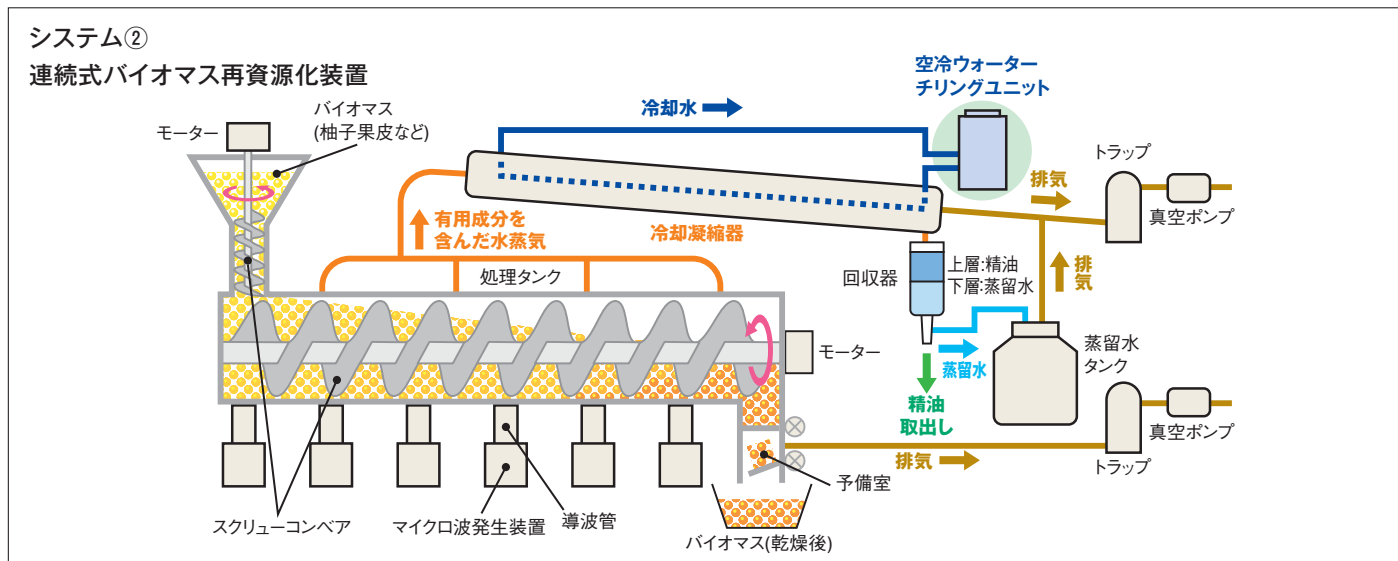 システム②
連続式バイオマス再資源化装置
モーター
バイオマス
(柚子果皮など)
冷却水
空冷ウォーター
チリングユニット
トラップ
排気
真空ポンプ
有用成分を
含んだ水蒸気
冷却凝縮器
処理タンク
回収器
上層:精油
下層:蒸留水
排
気
モーター
蒸留水
蒸留水
タンク
精油
取出し
排気
真空ポンプ
トラップ
予備室
スクリューコンベア
マイクロ波発生装置
導波管
バイオマス(乾燥後)